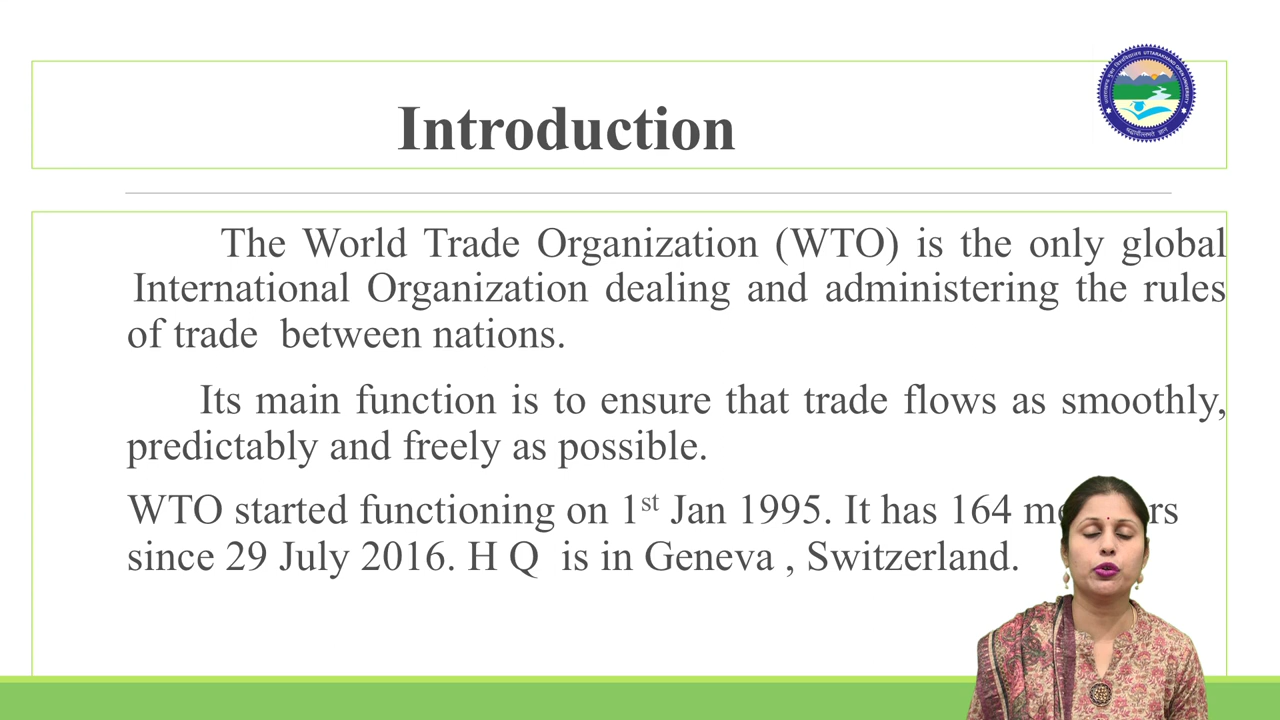 Introduction
The World Trade Organization (WTO) is the only global
International Organization dealing and administering the rules
of trade between nations.
Its main function is to ensure that trade flows as smoothly,
predictably and freely as possible.
WTO started functioning on 1st Jan 1995. It has 164
since 29 July 2016. H Q is in Geneva , Switzerland.